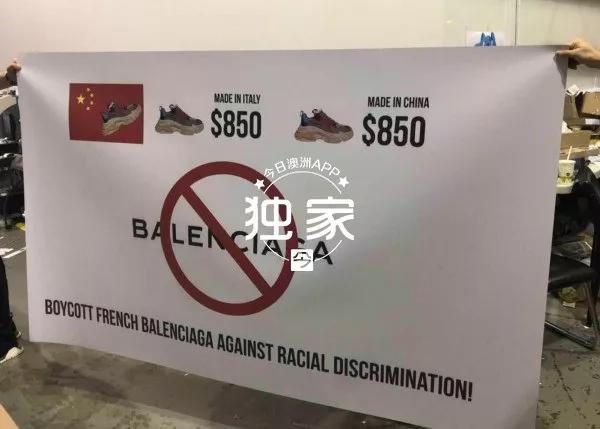 MADE IN ITALY
$850
MADE IN CHINA
$850
今日澳洲APP
独家
今
BALENCIAGA
BOYCOTT FRENCH BALENCIAGA AGAINST RACIAL DISCRIMINATION!